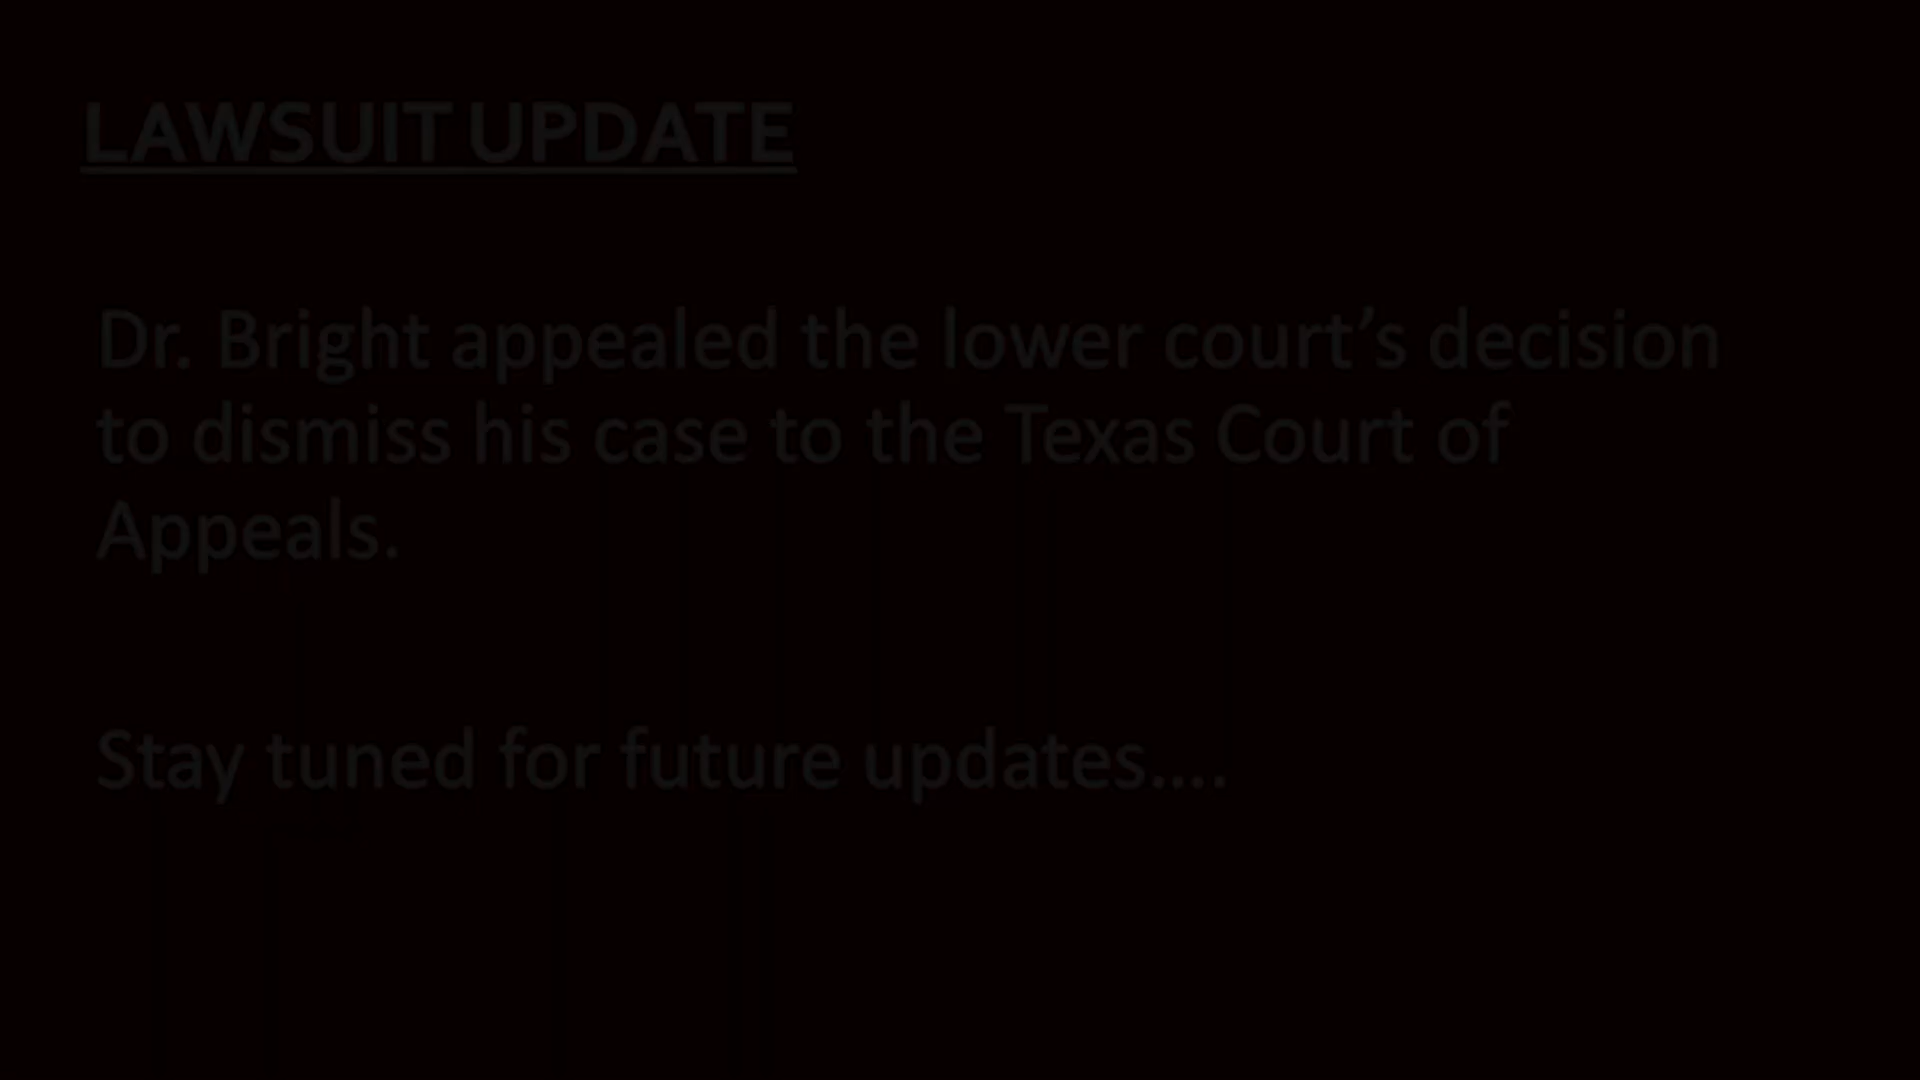 LAWSUIT UPDATE
Dr. Bright appealed the lower court’s decision
to dismiss his case to the Texas Court of
Appeals.
Stay tuned for future updates....